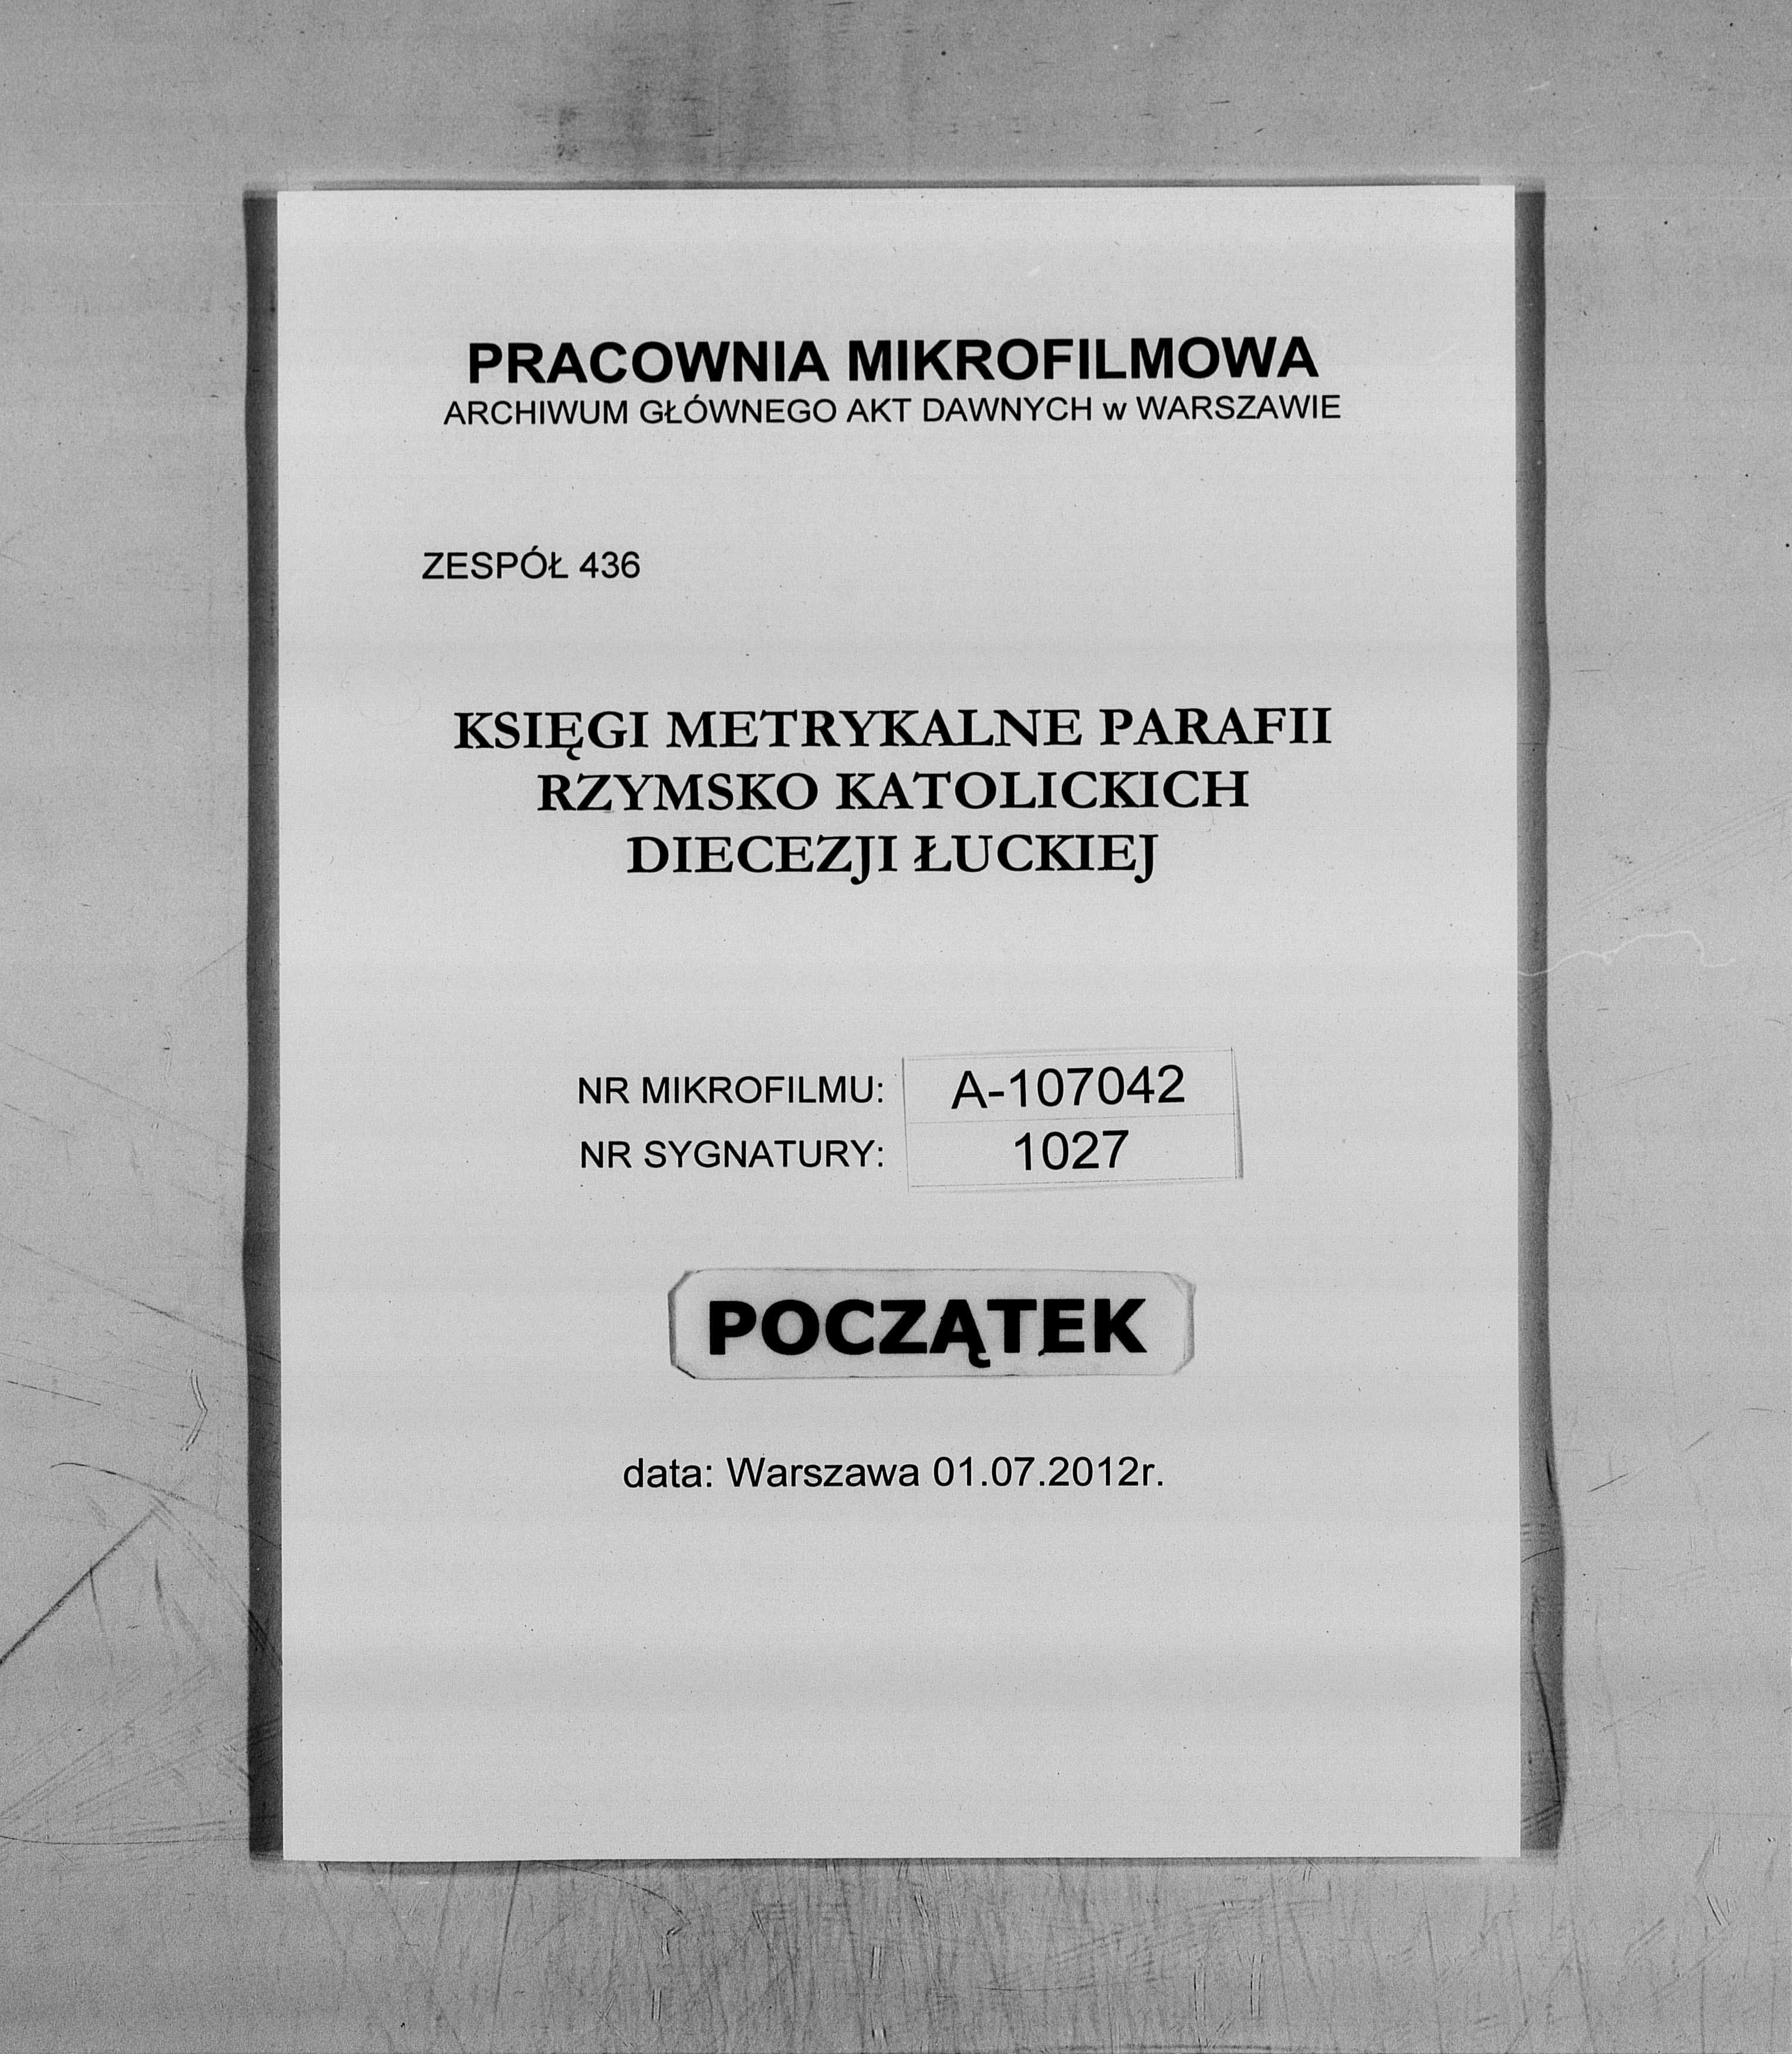 PRACOWNIA MIKROFILMOWA
ARCHIWUM GŁÓWNEGO AKT DAWNYCH w WARSZAWIE
ZESPÓŁ 436
KSIĘGI METRYKALNE PARAFII
RZYMSKO KATOLICKICH
DIECEZJI ŁUCKIEJ
NR MIKROFILMU: A-107042
NR SYGNATURY: 1027
POCZĄTEK
data: Warszawa 01.07.2012r.